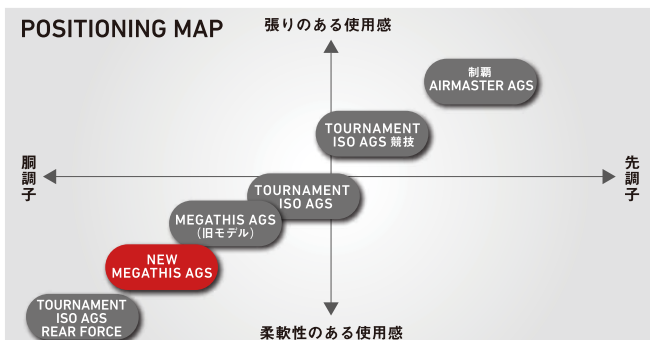 POSITIONING MAP
張りのある使用感
制覇
AIRMASTER AGS
TOURNAMENT
ISO AGS 競技
胴調子
先調子
TOURNAMENT
ISO AGS
MEGATHIS AGS
(旧モデル)
NEW
MEGATHIS AGS
TOURNAMENT
ISO AGS
REAR FORCE
柔軟性のある使用感